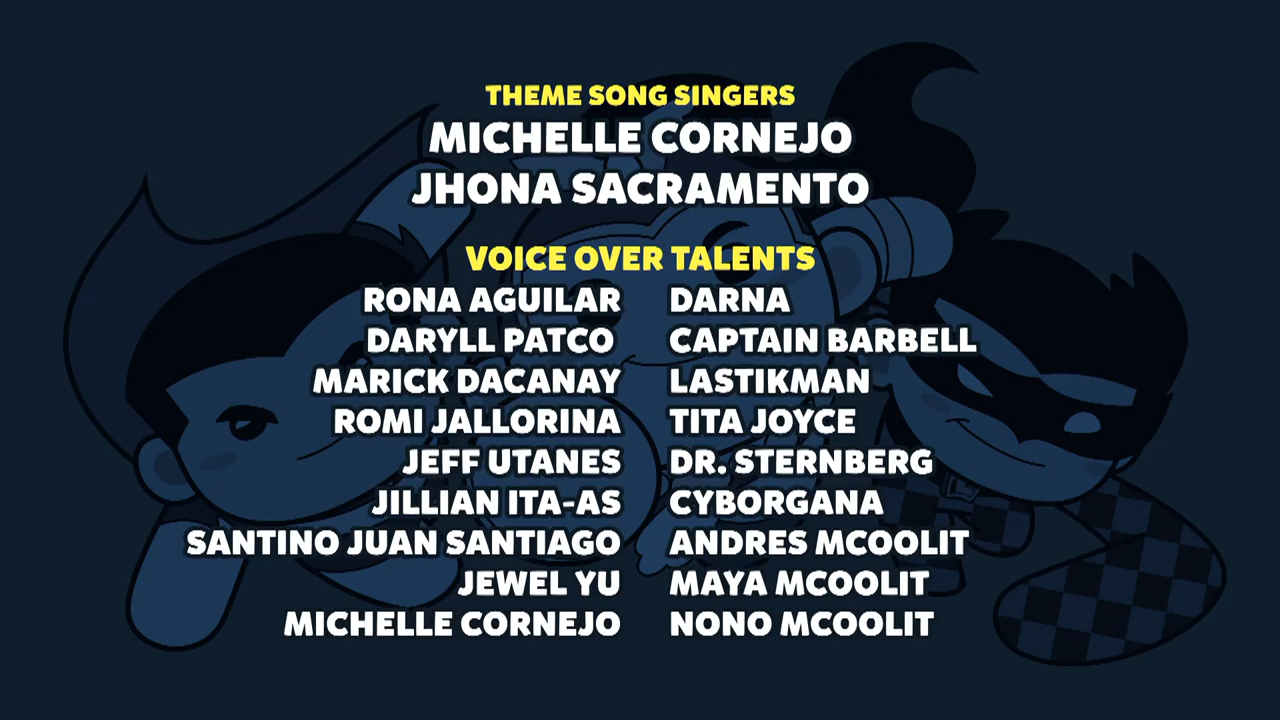 THEME SONG SINGERS
MICHELLE CORNEJO
JHONA SACRAMENTO
VOICE OVER TALENTS
RONA AGUILAR DARNA
DARYLL PATCO CAPTAIN BARBELL
MARICK DACANAY LASTIKMAN
ROMI JALLORINA TITA JOYCE
JEFF UTANES DR. STERNBERG
JILLIAN ITA-AS CYBORGANA
SANTINO JUAN SANTIAGO ANDRES MCOOLIT
JEWEL YU MAYA MCOOLIT
MICHELLE CORNEJO NONO MCOOLIT